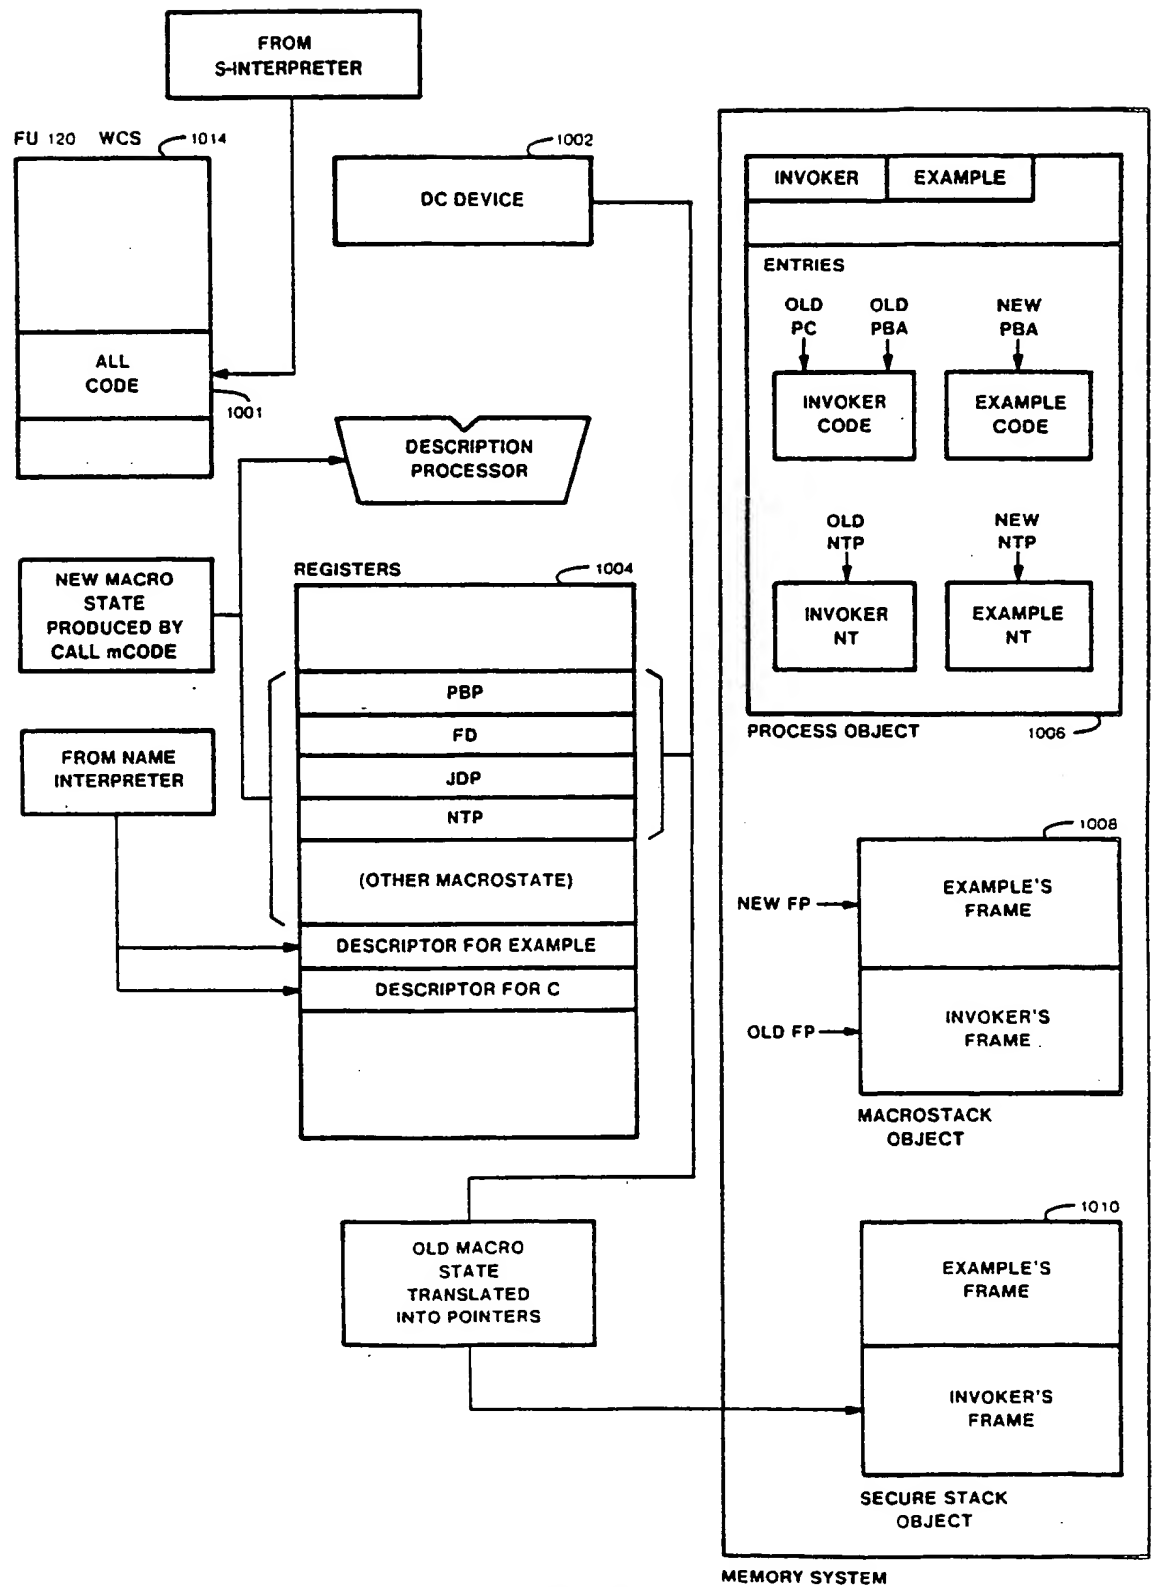 FROM
S-INTERPRETER
FU 120 WCS 1014
ALL
CODE
1001
1002
DC DEVICE
DESCRIPTION
PROCESSOR
NEW MACRO
STATE
PRODUCED BY
CALL mCODE
FROM NAME
INTERPRETER
REGISTERS
1004
PBP
FD
JDP
NTP
(OTHER MACROSTATE)
DESCRIPTOR FOR EXAMPLE
DESCRIPTOR FOR C
OLD MACRO
STATE
TRANSLATED
INTO POINTERS
INVOKER
EXAMPLE
ENTRIES
OLD
PC
OLD
PBA
NEW
PBA
INVOKER
CODE
EXAMPLE
CODE
OLD
NTP
NEW
NTP
INVOKER
NT
EXAMPLE
NT
PROCESS OBJECT
1006
1008
NEW FP
EXAMPLE'S
FRAME
OLD FP
INVOKER'S
FRAME
MACROSTACK
OBJECT
1010
EXAMPLE'S
FRAME
INVOKER'S
FRAME
SECURE STACK
OBJECT
MEMORY SYSTEM